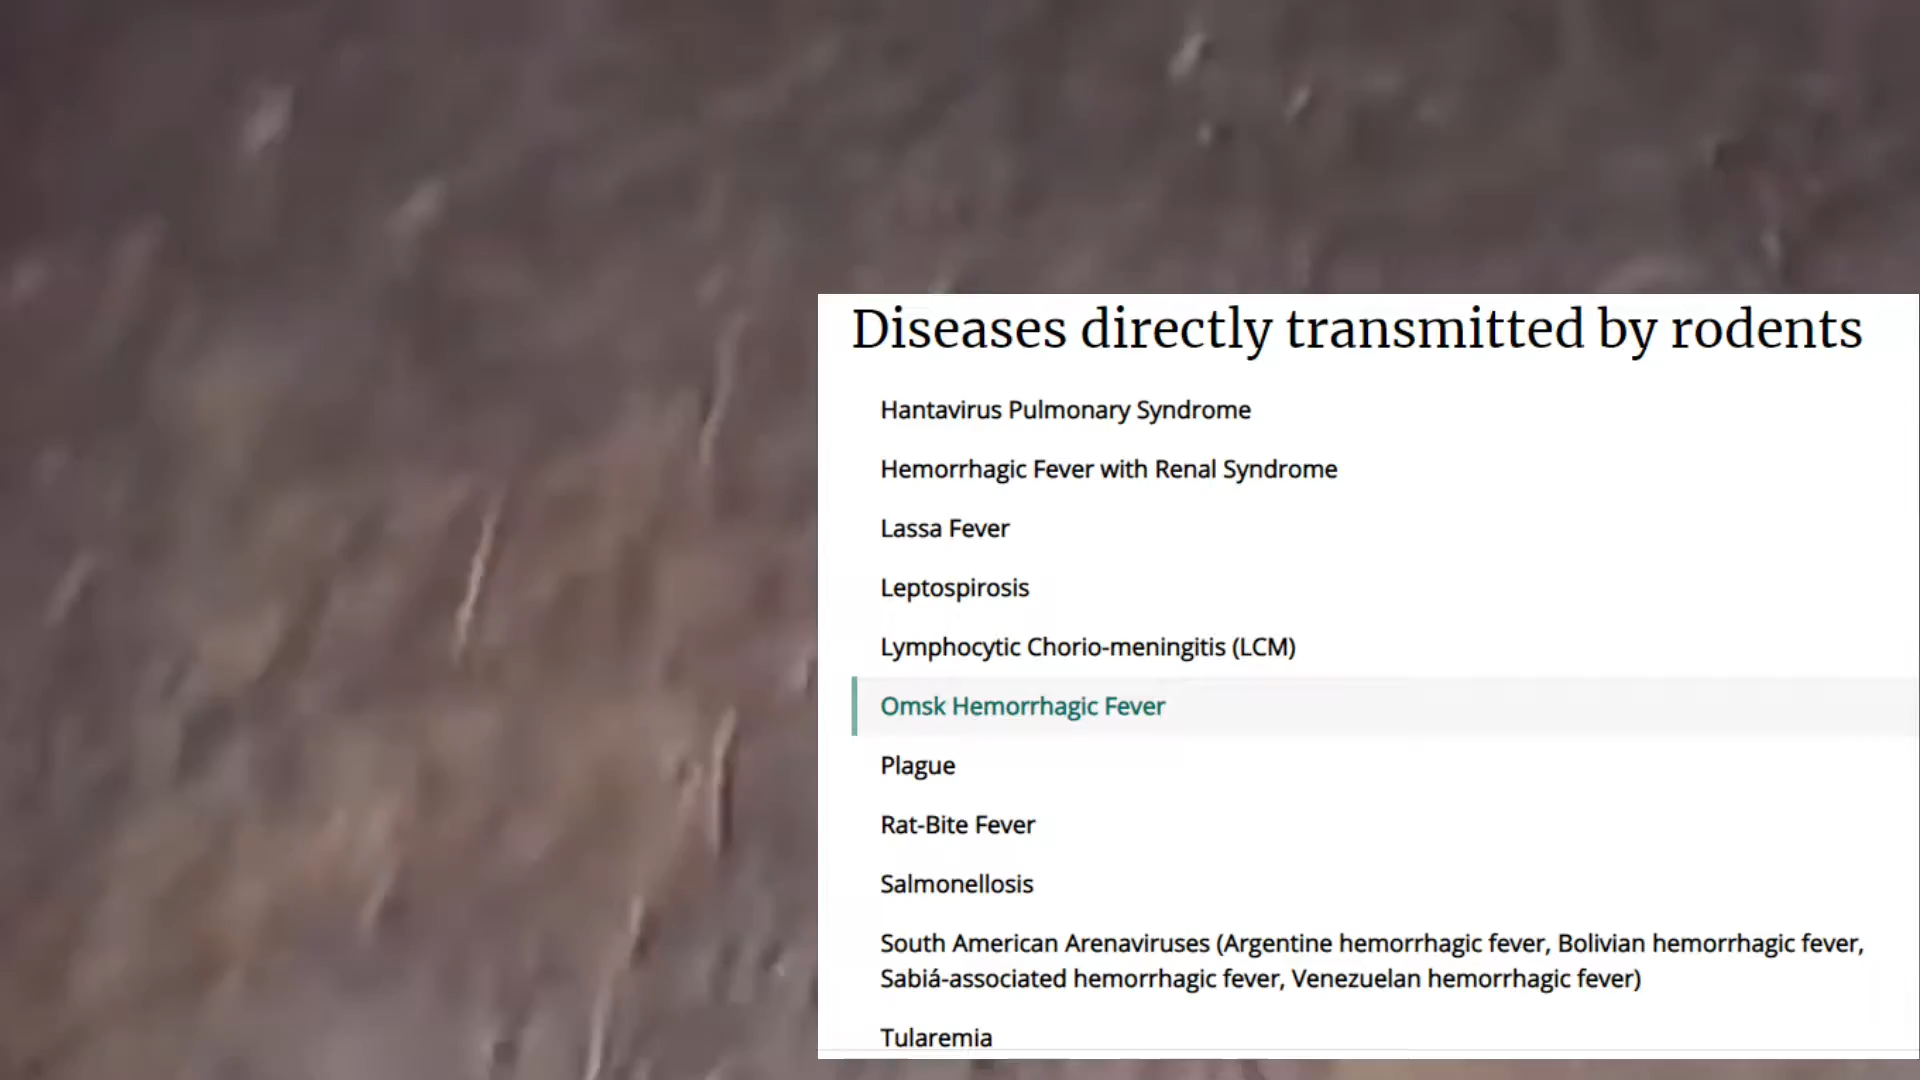 Diseases directly transmitted by rodents
Hantavirus Pulmonary Syndrome
Hemorrhagic Fever with Renal Syndrome
Lassa Fever
Leptospirosis
Lymphocytic Chorio-meningitis (LCM)
Omsk Hemorrhagic Fever
Plague
Rat-Bite Fever
Salmonellosis
South American Arenaviruses (Argentine hemorrhagic fever, Bolivian hemorrhagic fever,
Sabiá-associated hemorrhagic fever, Venezuelan hemorrhagic fever)
Tularemia